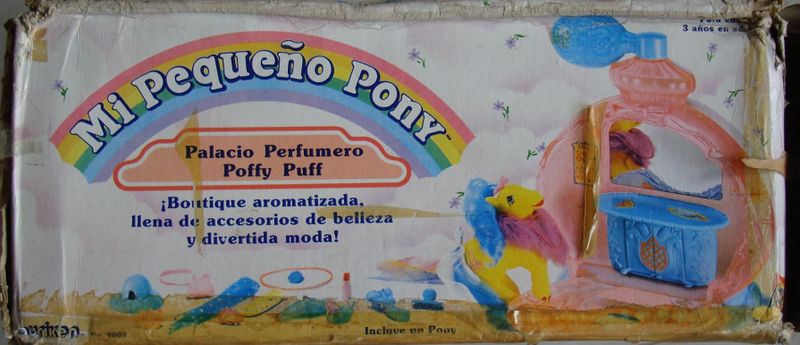 Mi Pequeño Pony
Palacio Perfumero
Poffy Puff
¡Boutique aromatizada,
llena de accesorios de belleza
y divertida moda!
3 años en
Incluye un Pony